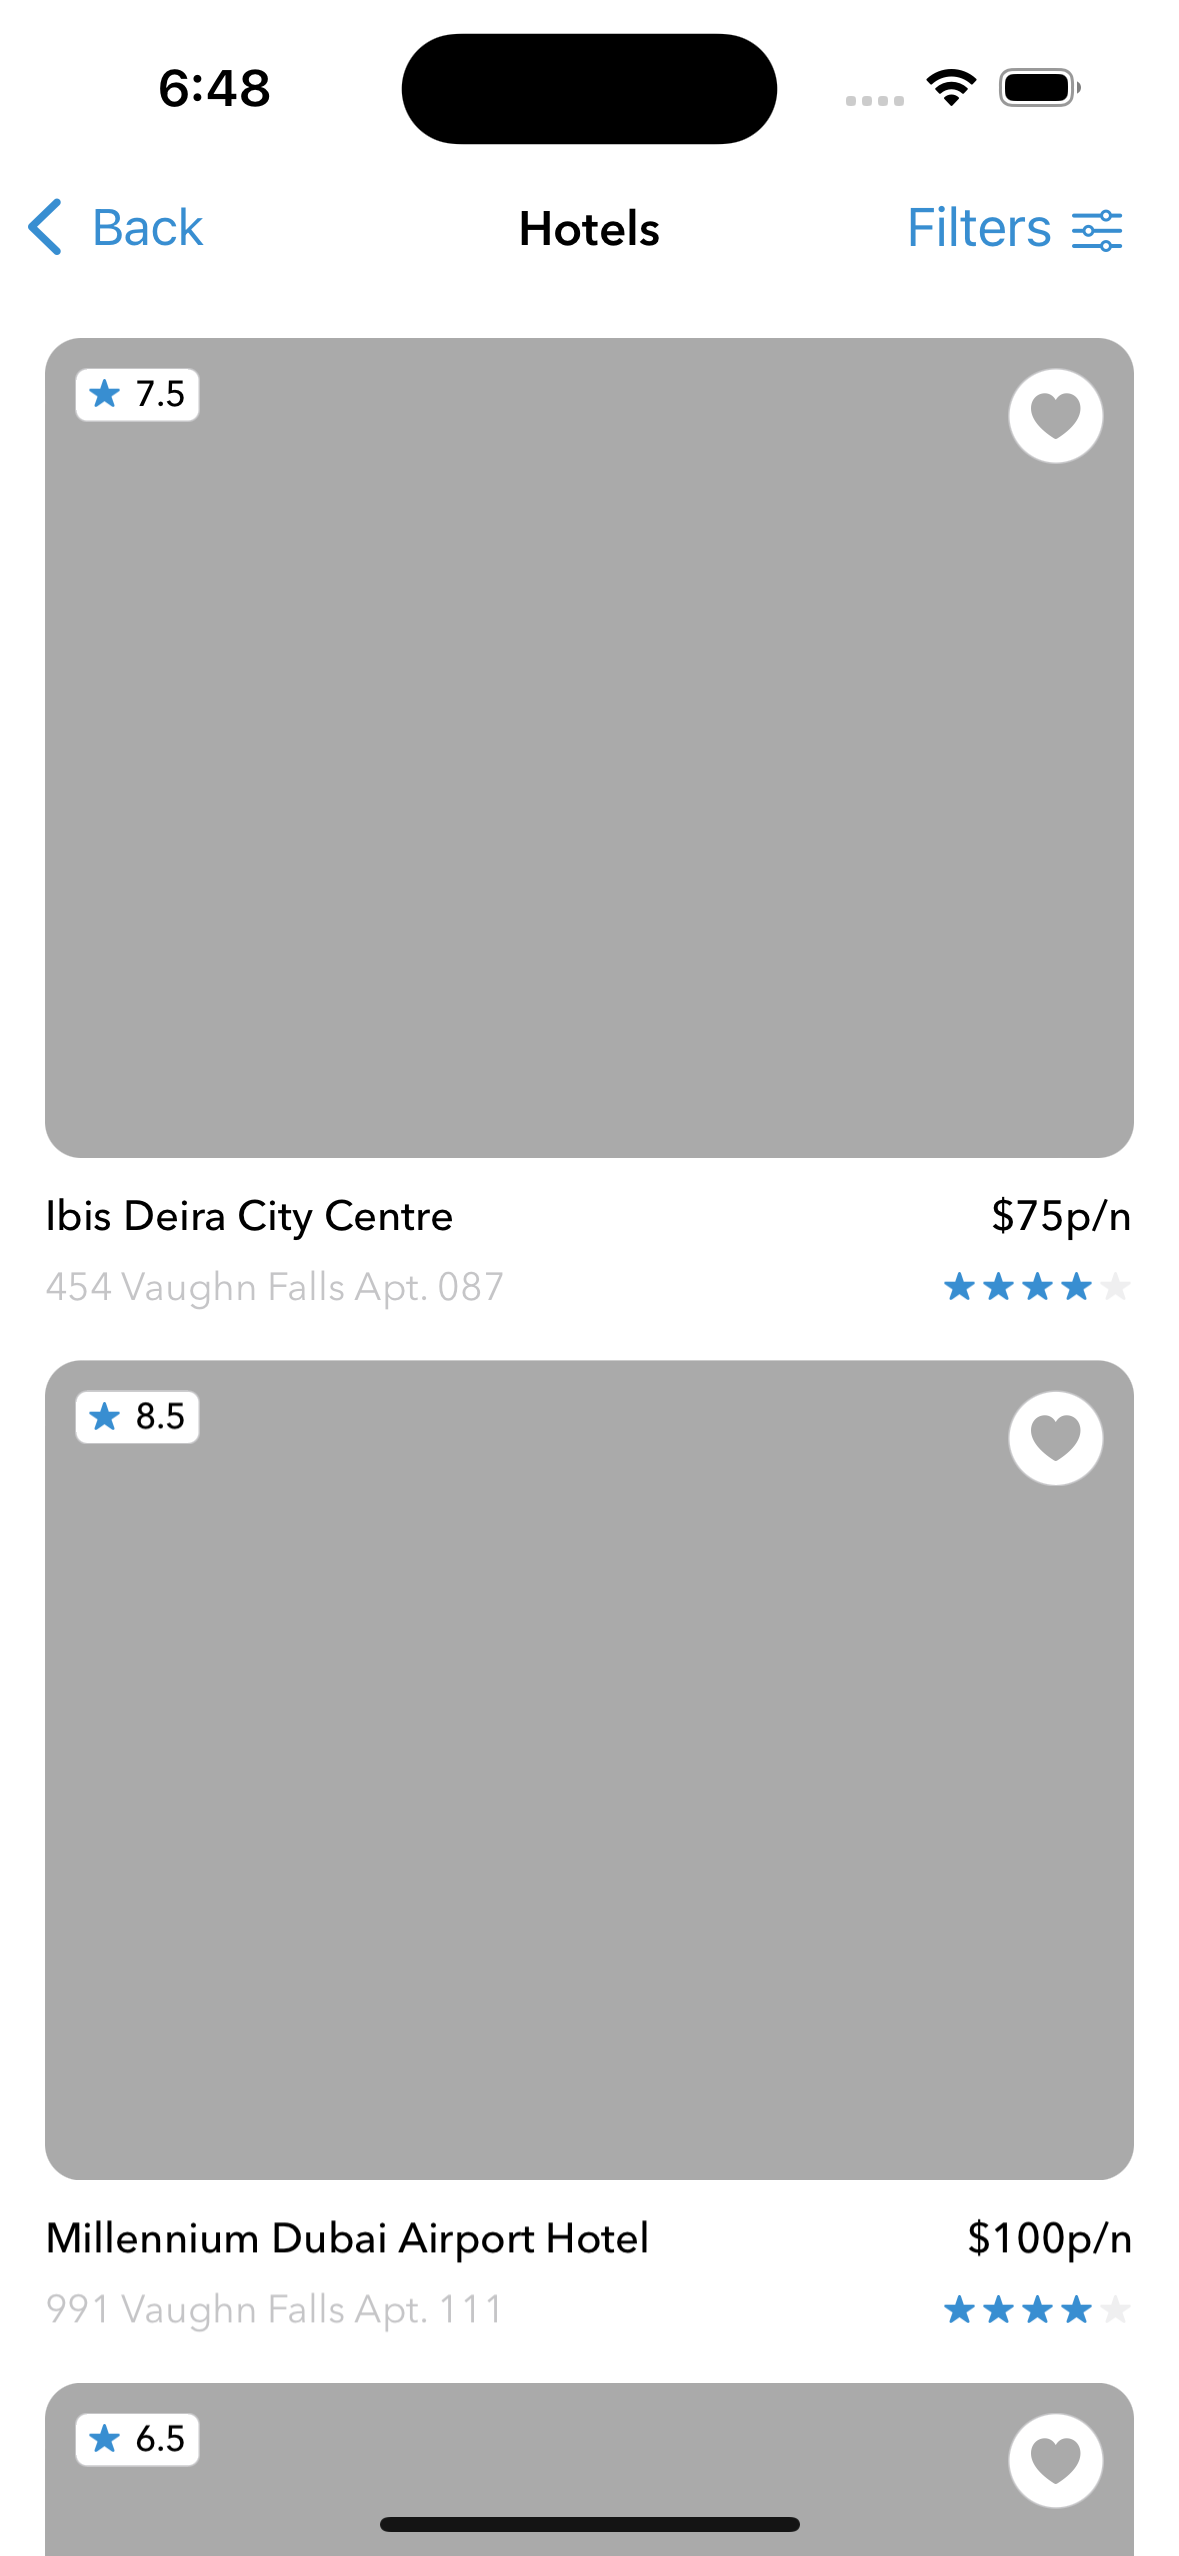 6:48
Back
Hotels
Filters
7.5
Ibis Deira City Centre
$75p/n
454 Vaughn Falls Apt. 087
8.5
Millennium Dubai Airport Hotel
$100p/n
991 Vaughn Falls Apt. 111
6.5